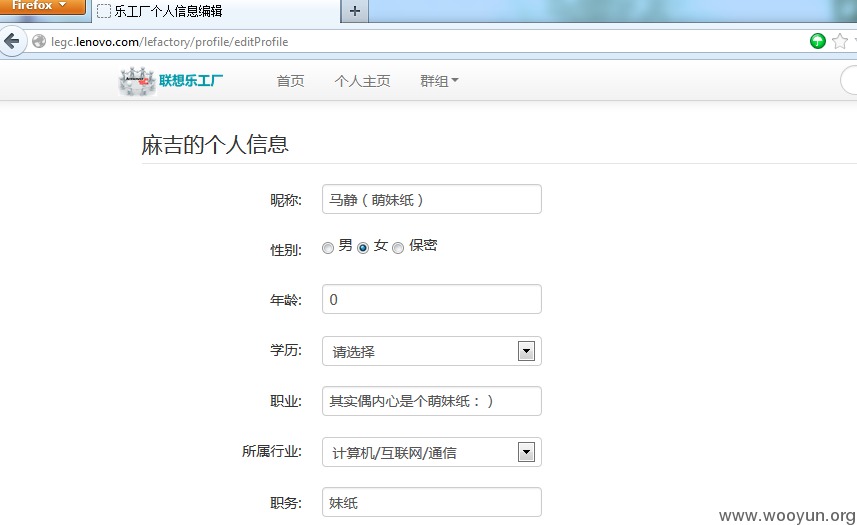 Firefox
乐工厂个人信息编辑
legc.lenovo.com/lefactory/profile/editProfile
联想乐工厂 首页 个人主页 群组
麻吉的个人信息
昵称: 马静（萌妹纸）
性别: 男 女 保密
年龄: 0
学历: 请选择
职业: 其实偶内心是个萌妹纸：）
所属行业: 计算机/互联网/通信
职务: 妹纸
www.wooyun.org